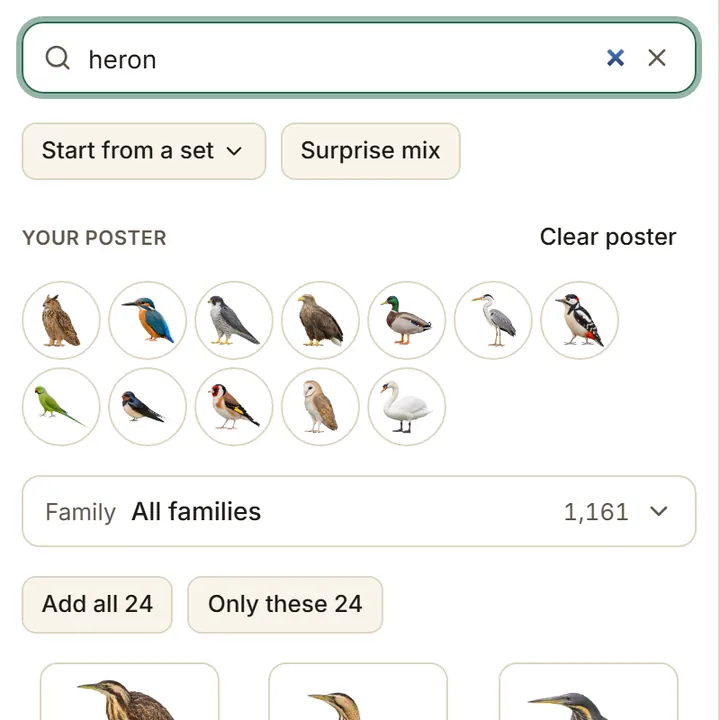 heron
Start from a set
Surprise mix
YOUR POSTER
Clear poster
Family All families 1,161
Add all 24
Only these 24